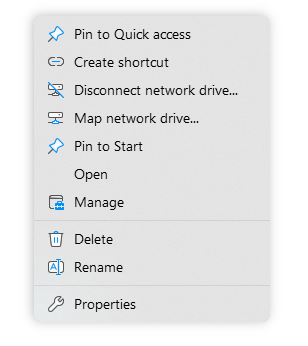 Pin to Quick access
Create shortcut
Disconnect network drive...
Map network drive...
Pin to Start
Open
Manage
Delete
Rename
Properties